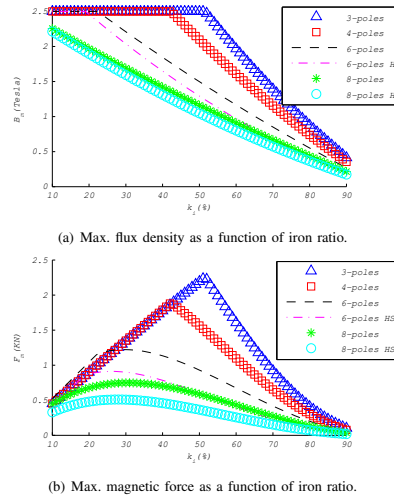 2.5
2
1.5
1
0.5
0
B_n (Tesla)
10 20 30 40 50 60 70 80 90
k_i (%)
3-poles
4-poles
6-poles
6-poles H
8-poles
8-poles H
(a) Max. flux density as a function of iron ratio.
2.5
2
1.5
1
0.5
0
F_n (KN)
10 20 30 40 50 60 70 80 90
k_i (%)
3-poles
4-poles
6-poles
6-poles HS
8-poles
8-poles HS
(b) Max. magnetic force as a function of iron ratio.